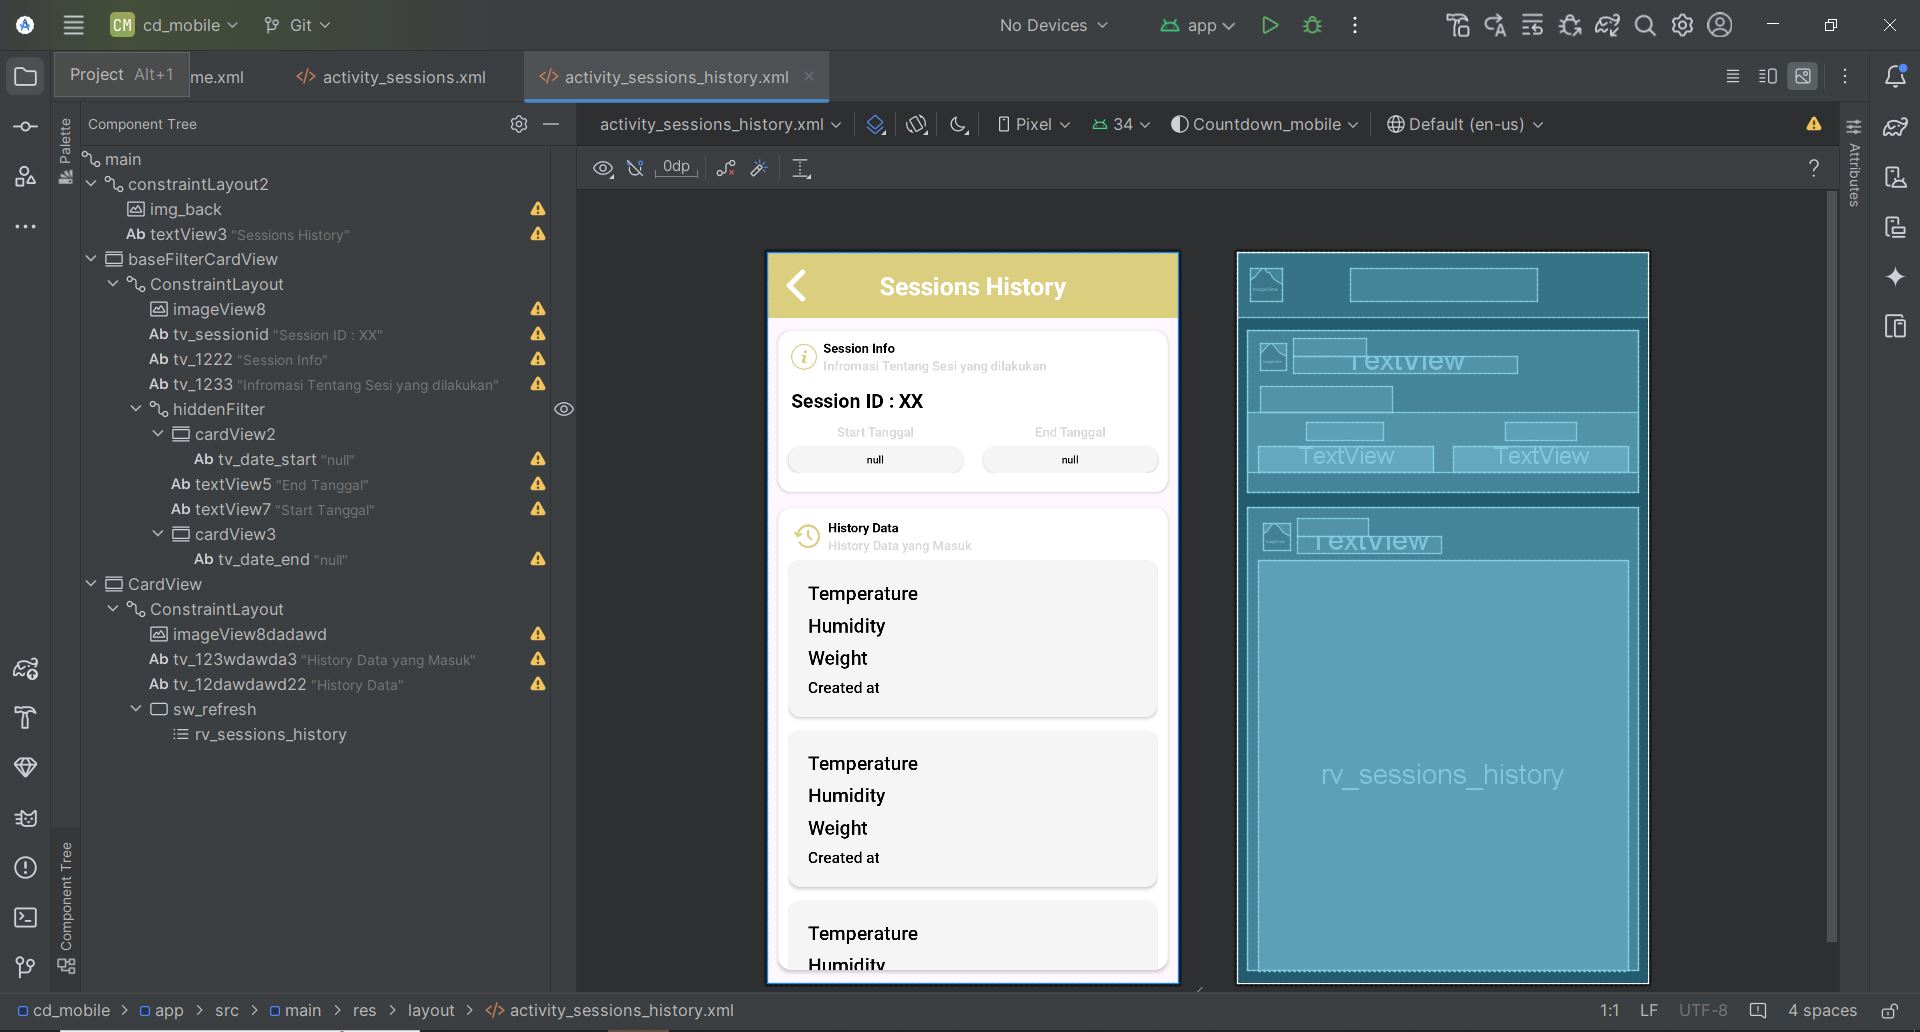 CM cd_mobile Git No Devices app
Project Alt+1 me.xml activity_sessions.xml activity_sessions_history.xml
Palette
Component Tree
main
constraintLayout2
img_back
Ab textView3 "Sessions History"
baseFilterCardView
ConstraintLayout
imageView8
Ab tv_sessionid "Session ID : XX"
Ab tv_1222 "Session Info"
Ab tv_1233 "Infromasi Tentang Sesi yang dilakukan"
hiddenFilter
cardView2
Ab tv_date_start "null"
Ab textView5 "End Tanggal"
Ab textView7 "Start Tanggal"
cardView3
Ab tv_date_end "null"
CardView
ConstraintLayout
imageView8dadawd
Ab tv_123wdawda3 "History Data yang Masuk"
Ab tv_12dawdawd22 "History Data"
sw_refresh
rv_sessions_history
Component Tree
activity_sessions_history.xml Pixel 34 Countdown_mobile Default (en-us)
0dp ?
Attributes
Sessions History
Session Info
Infromasi Tentang Sesi yang dilakukan
Session ID : XX
Start Tanggal End Tanggal
null null
History Data
History Data yang Masuk
Temperature
Humidity
Weight
Created at
Temperature
Humidity
Weight
Created at
Temperature
Humidity
TextView
TextView TextView
TextView
rv_sessions_history
cd_mobile > app > src > main > res > layout > activity_sessions_history.xml 1:1 LF UTF-8 4 spaces